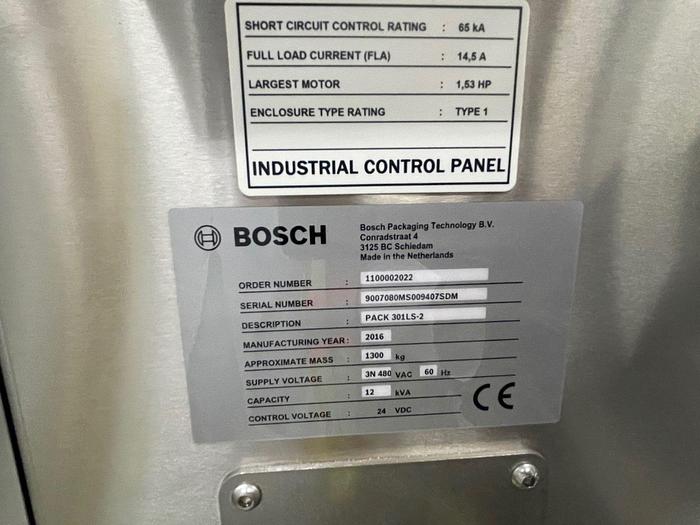 SHORT CIRCUIT CONTROL RATING : 65 kA
FULL LOAD CURRENT (FLA) : 14,5 A
LARGEST MOTOR : 1,53 HP
ENCLOSURE TYPE RATING : TYPE 1
INDUSTRIAL CONTROL PANEL
BOSCH
Bosch Packaging Technology B.V.
Conradstraat 4
3125 BC Schiedam
Made in the Netherlands
ORDER NUMBER : 1100002022
SERIAL NUMBER : 9007080MS009407SDM
DESCRIPTION : PACK 301LS-2
MANUFACTURING YEAR : 2016
APPROXIMATE MASS : 1300 kg
SUPPLY VOLTAGE : 3N 480 VAC 60 Hz
CAPACITY : 12 kVA
CONTROL VOLTAGE : 24 VDC
CE